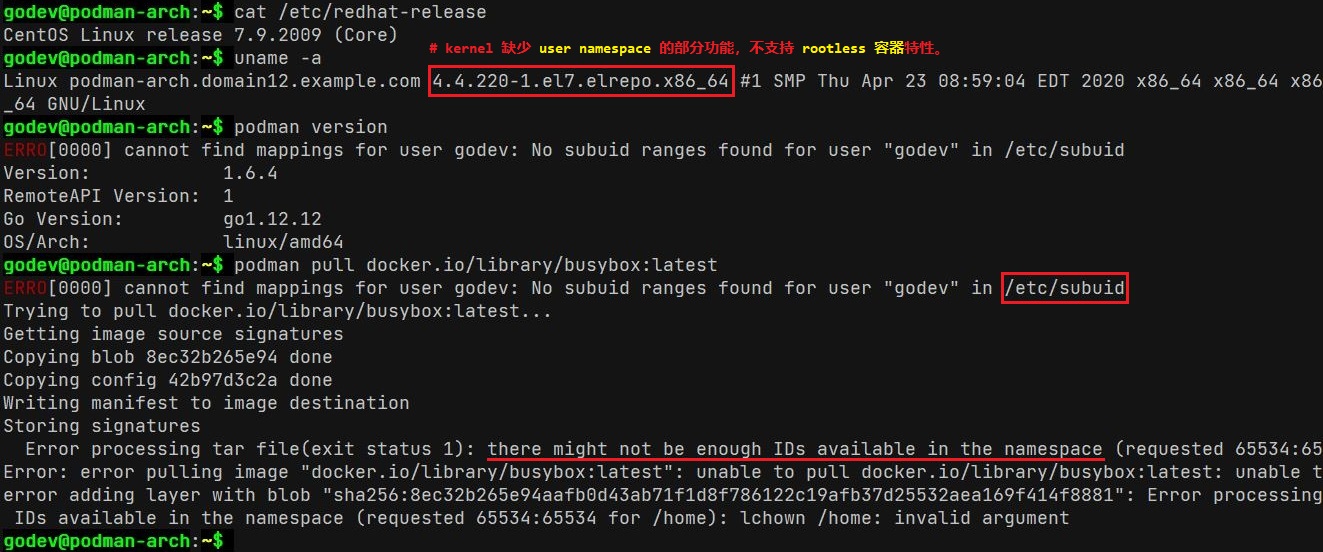 godev@podman-arch:~$ cat /etc/redhat-release
CentOS Linux release 7.9.2009 (Core)
# kernel 缺少 user namespace 的部分功能，不支持 rootless 容器特性。
godev@podman-arch:~$ uname -a
Linux podman-arch.domain12.example.com 4.4.220-1.el7.elrepo.x86_64 #1 SMP Thu Apr 23 08:59:04 EDT 2020 x86_64 x86_64 x86
_64 GNU/Linux
godev@podman-arch:~$ podman version
ERRO[0000] cannot find mappings for user godev: No subuid ranges found for user "godev" in /etc/subuid
Version:            1.6.4
RemoteAPI Version:  1
Go Version:         go1.12.12
OS/Arch:            linux/amd64
godev@podman-arch:~$ podman pull docker.io/library/busybox:latest
ERRO[0000] cannot find mappings for user godev: No subuid ranges found for user "godev" in /etc/subuid
Trying to pull docker.io/library/busybox:latest...
Getting image source signatures
Copying blob 8ec32b265e94 done
Copying config 42b97d3c2a done
Writing manifest to image destination
Storing signatures
  Error processing tar file(exit status 1): there might not be enough IDs available in the namespace (requested 65534:65
Error: error pulling image "docker.io/library/busybox:latest": unable to pull docker.io/library/busybox:latest: unable t
error adding layer with blob "sha256:8ec32b265e94aafb0d43ab71f1d8f786122c19afb37d25532aea169f414f8881": Error processing
 IDs available in the namespace (requested 65534:65534 for /home): lchown /home: invalid argument
godev@podman-arch:~$